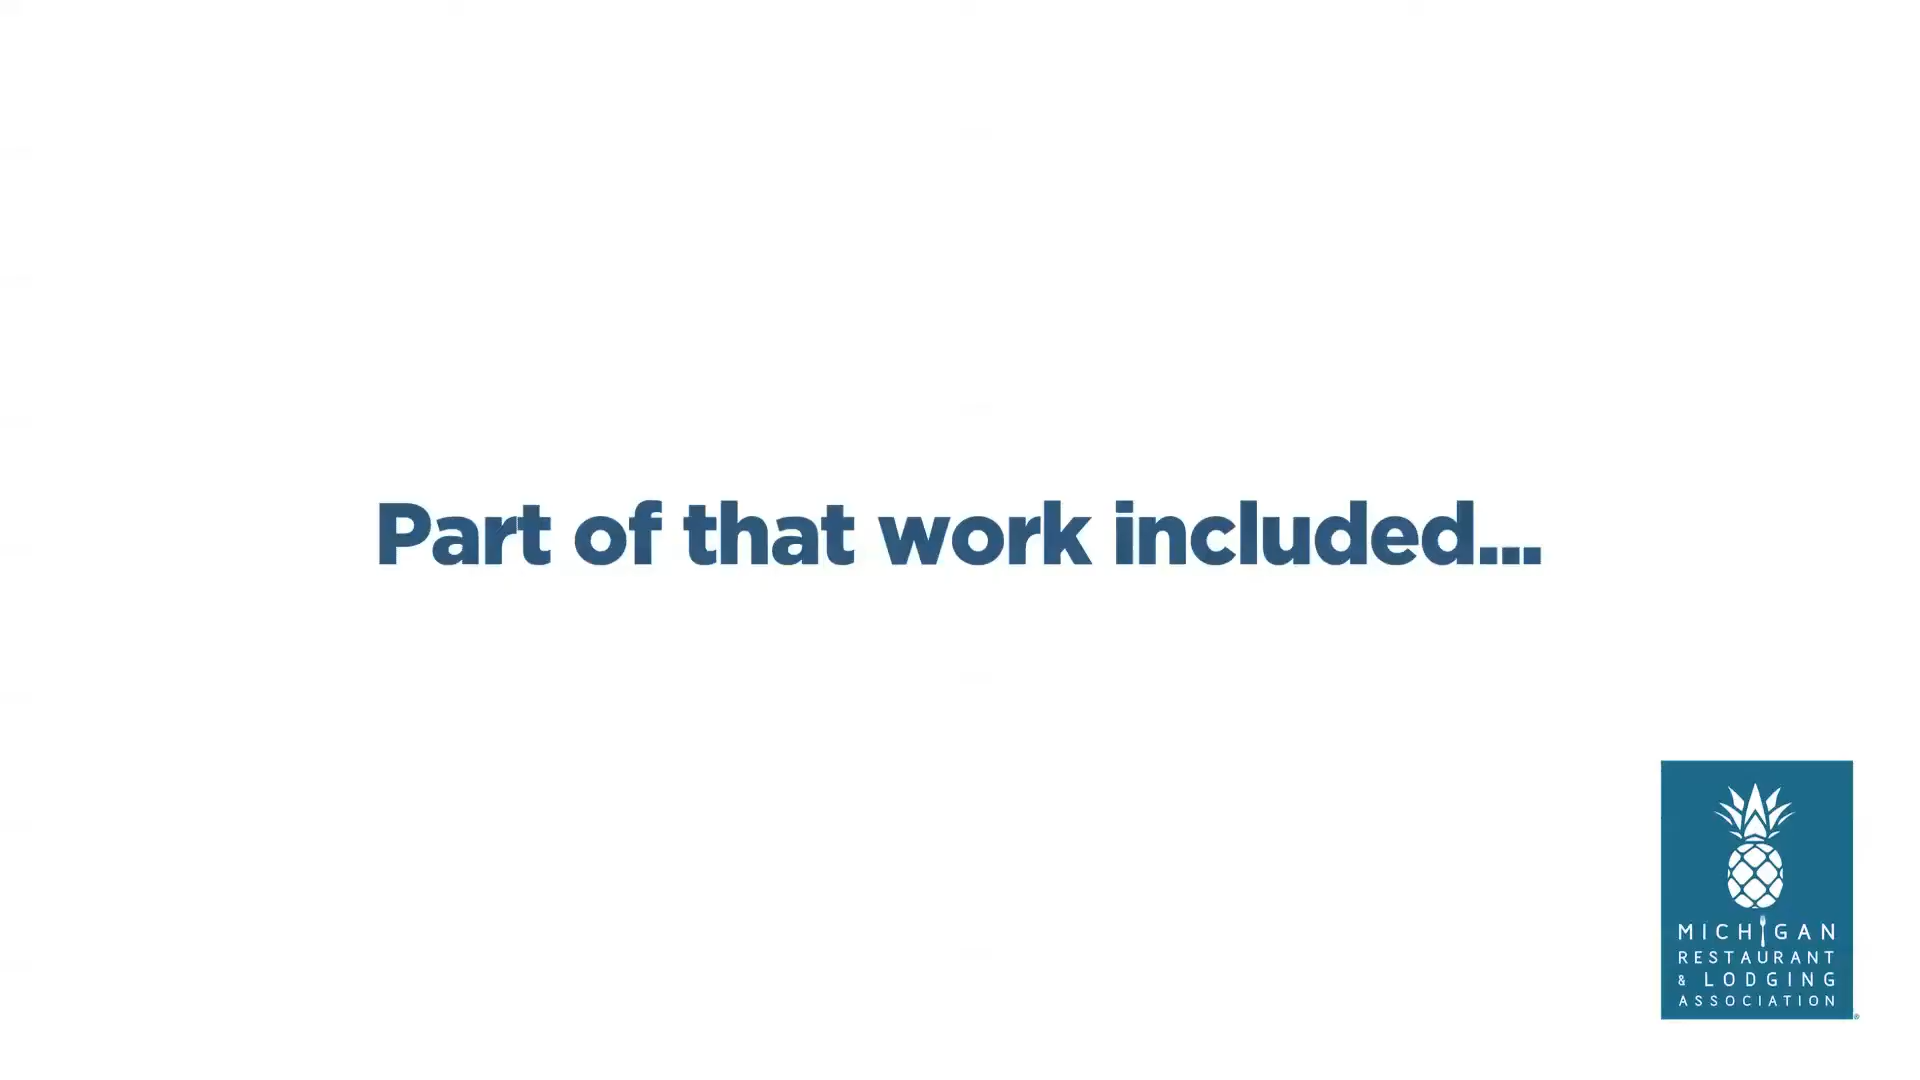 Part of that work included...
MICHIGAN
RESTAURANT
& LODGING
ASSOCIATION
®